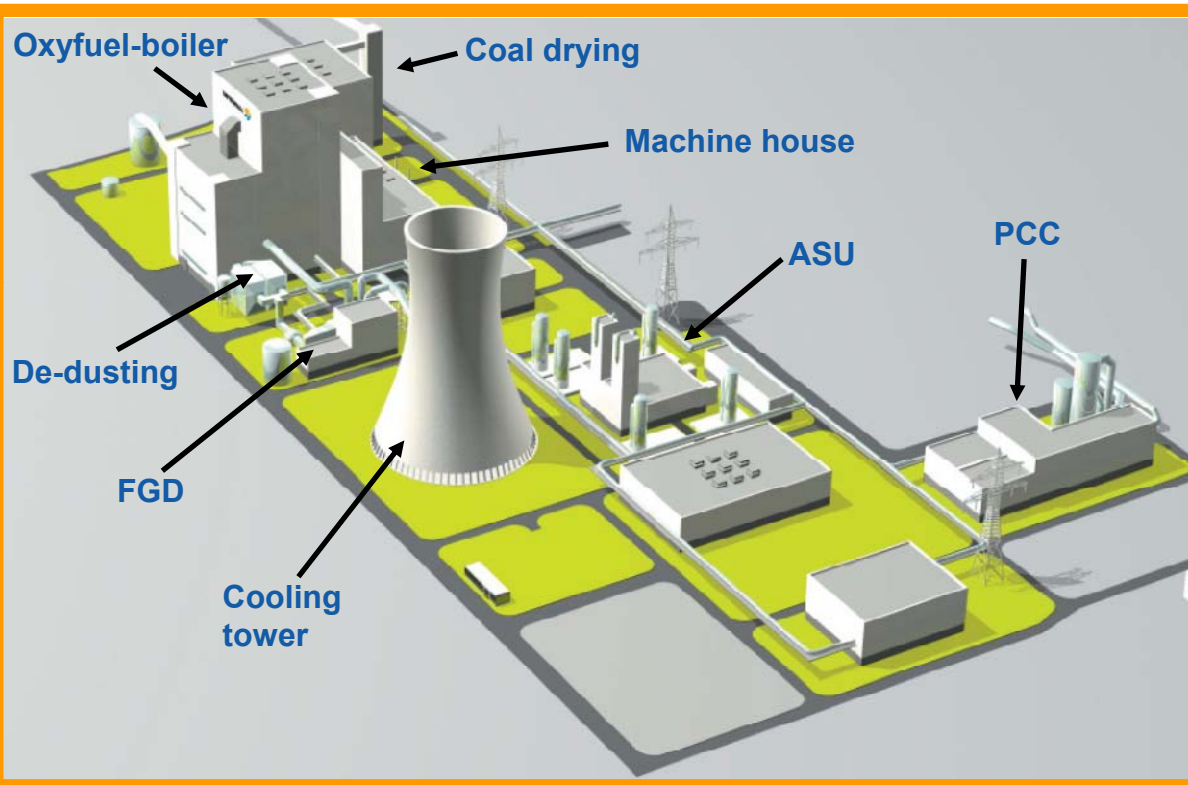 Oxyfuel-boiler
Coal drying
Machine house
ASU
PCC
De-dusting
FGD
Cooling
tower